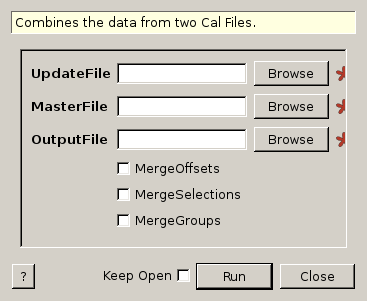 Combines the data from two Cal Files.
UpdateFile Browse
MasterFile Browse
OutputFile Browse
MergeOffsets
MergeSelections
MergeGroups
? Keep Open Run Close